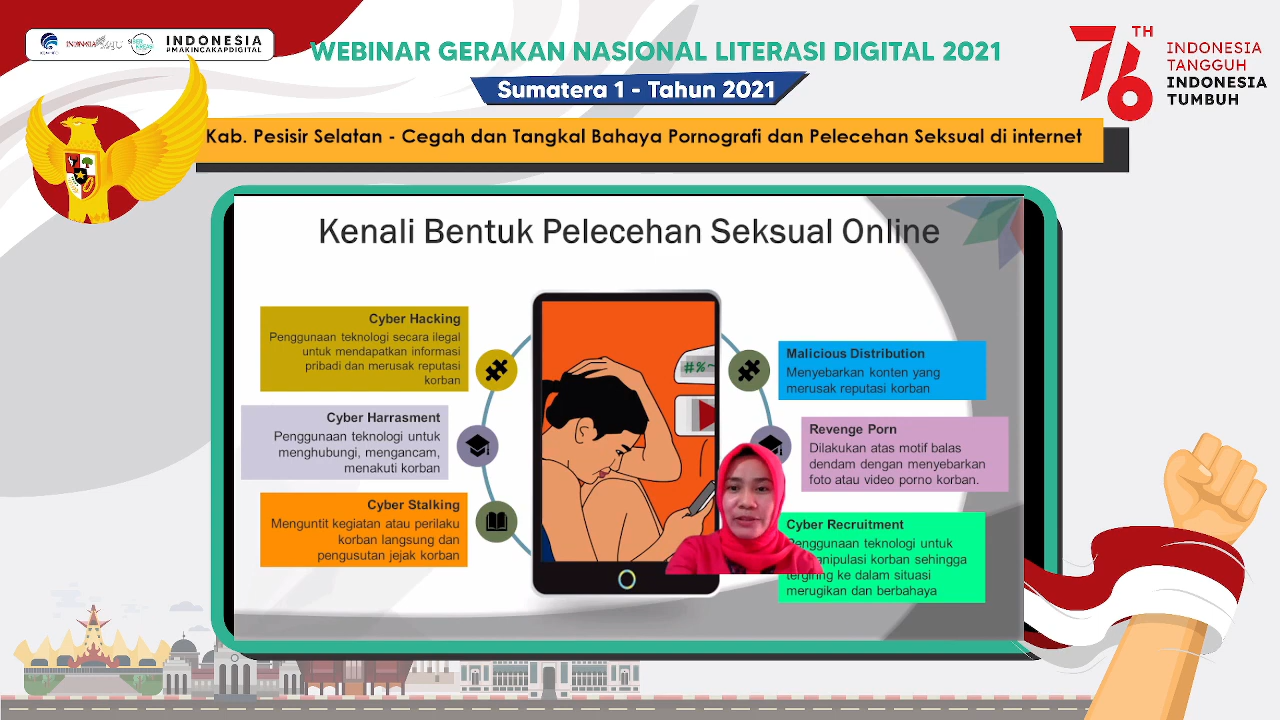 INDONESIA
#MAKINCAKAPDIGITAL
WEBINAR GERAKAN NASIONAL LITERASI DIGITAL 2021
Sumatera 1 - Tahun 2021
76 TH
INDONESIA
TANGGUH
INDONESIA
TUMBUH
Kab. Pesisir Selatan - Cegah dan Tangkal Bahaya Pornografi dan Pelecehan Seksual di internet
Kenali Bentuk Pelecehan Seksual Online
Cyber Hacking
Penggunaan teknologi secara ilegal
untuk mendapatkan informasi
pribadi dan merusak reputasi
korban
Cyber Harrasment
Penggunaan teknologi untuk
menghubungi, mengancam,
menakuti korban
Cyber Stalking
Menguntit kegiatan atau perilaku
korban langsung dan
pengusutan jejak korban
#%~
Malicious Distribution
Menyebarkan konten yang
merusak reputasi korban
Revenge Porn
Dilakukan atas motif balas
dendam dengan menyebarkan
foto atau video porno korban.
Cyber Recruitment
Penggunaan teknologi untuk
korban sehingga
tergiring ke dalam situasi
merugikan dan berbahaya